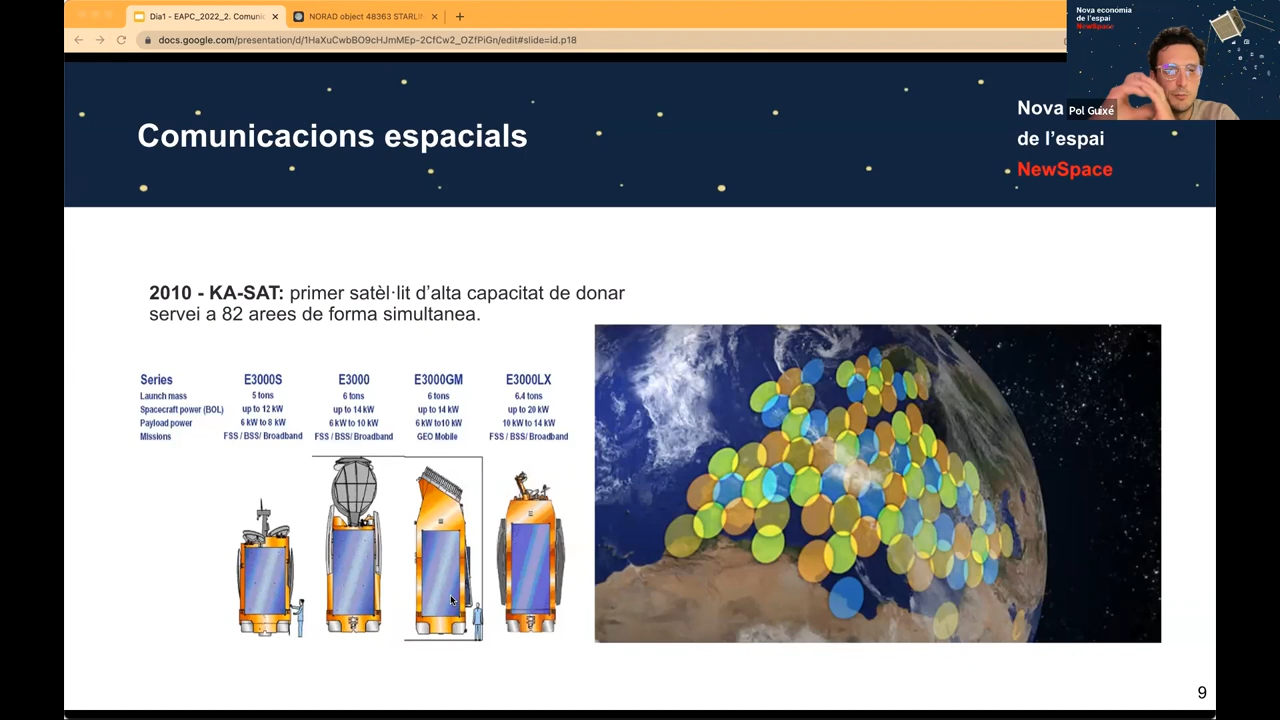 Dia1 - EAPC_2022_2. Comunic
NORAD object 48363 STARLI
docs.google.com/presentation/d/1HaXuCwbBO9cHJmMEp-2CfCw2_OZfPiGn/edit#slide=id.p18
Nova economia
de l'espai
NewSpace
Pol Guixé
Comunicacions espacials
Nova
de l'espai
NewSpace
2010 - KA-SAT: primer satèl·lit d'alta capacitat de donar
servei a 82 arees de forma simultanea.
Series E3000S E3000 E3000GM E3000LX
Launch mass 5 tons 6 tons 6 tons 6.4 tons
Spacecraft power (BOL) up to 12 kW up to 14 kW up to 14 kW up to 20 kW
Payload power 6 kW to 8 kW 6 kW to 10 kW 6 kW to10 kW 10 kW to 14 kW
Missions FSS / BSS/ Broadband FSS / BSS/ Broadband GEO Mobile FSS / BSS/ Broadband
9